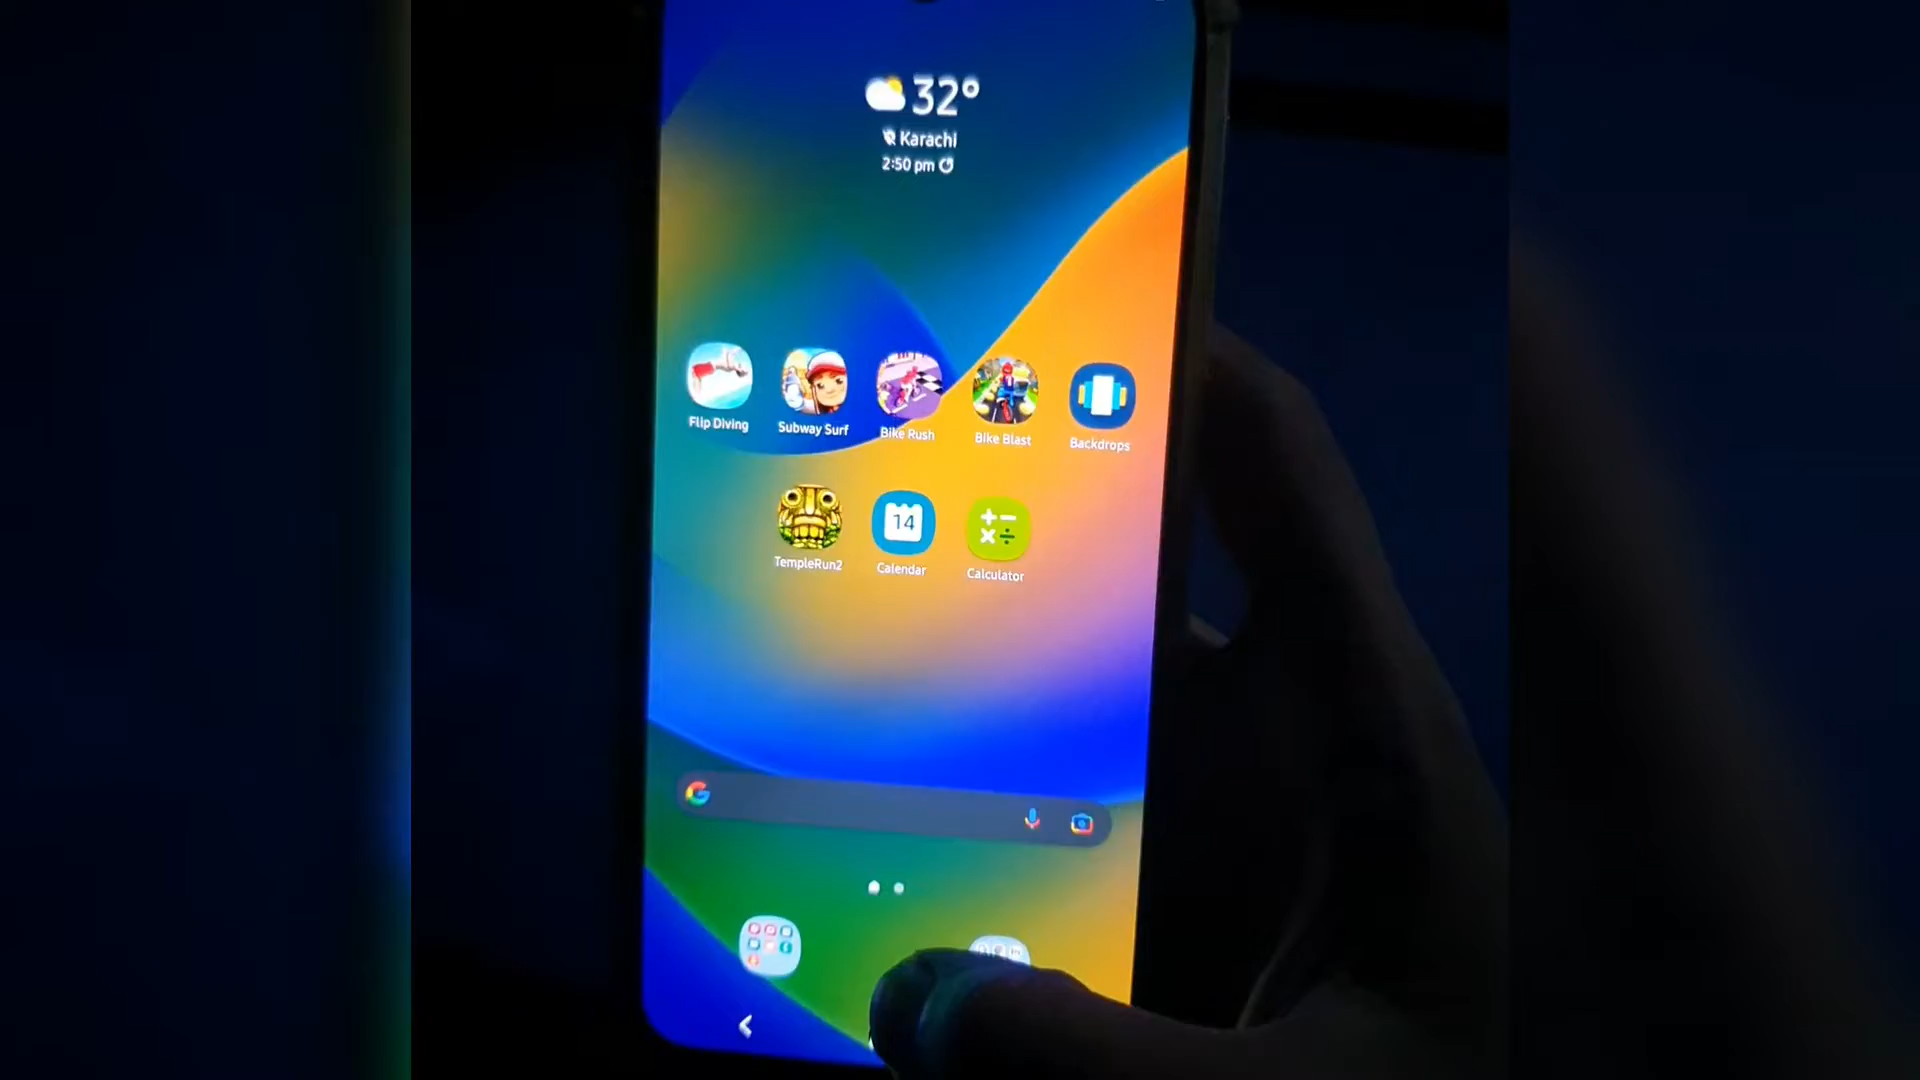 32°
Karachi
2:50 pm
Flip Diving
Subway Surf
Bike Rush
Bike Blast
Backdrops
14
TempleRun2
Calendar
Calculator